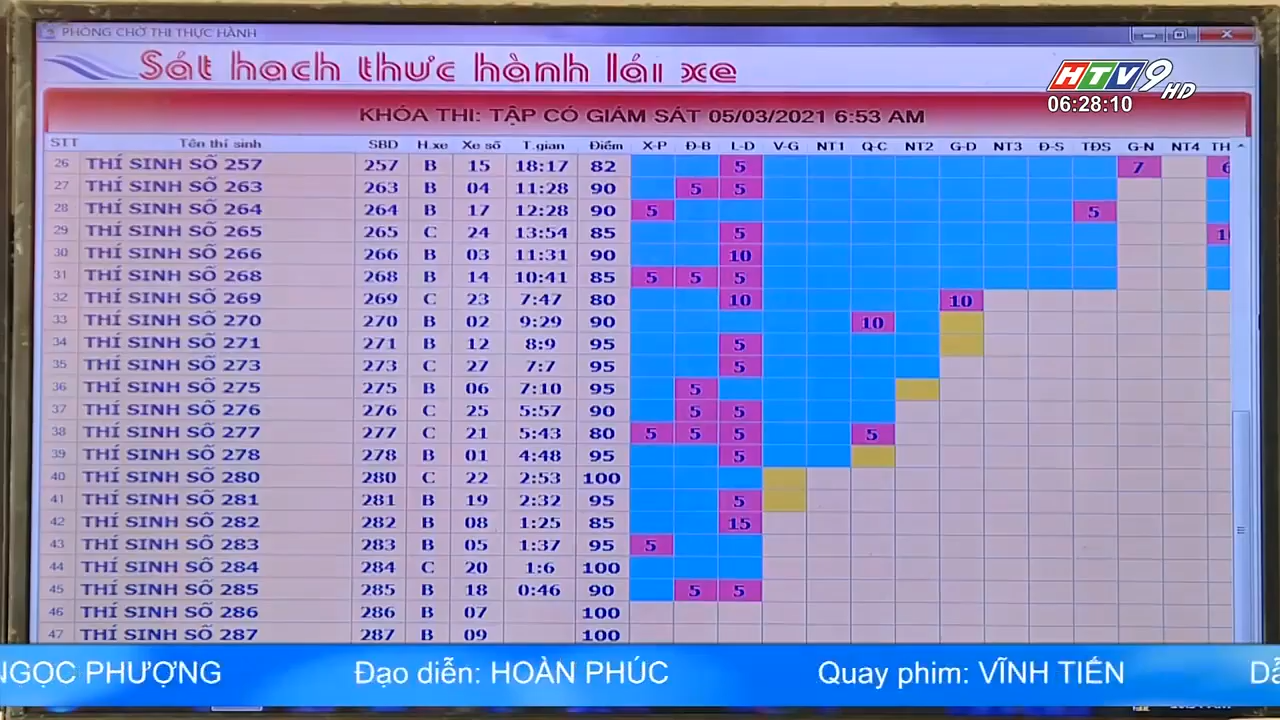 PHÒNG CHỜ THI THỰC HÀNH
Sát hạch thực hành lái xe
HTV9 HD
06:28:10
KHÓA THI: TẬP CÓ GIÁM SÁT 05/03/2021 6:53 AM
STT Tên thí sinh SBD H.xe Xe số T.gian Điểm X-P Đ-B L-D V-G NT1 Q-C NT2 G-D NT3 Đ-S TĐS G-N NT4 TH
26 THÍ SINH SỐ 257 257 B 15 18:17 82 5 7 6
27 THÍ SINH SỐ 263 263 B 04 11:28 90 5 5
28 THÍ SINH SỐ 264 264 B 17 12:28 90 5 5
29 THÍ SINH SỐ 265 265 C 24 13:54 85 5
30 THÍ SINH SỐ 266 266 B 03 11:31 90 10
31 THÍ SINH SỐ 268 268 B 14 10:41 85 5 5 5
32 THÍ SINH SỐ 269 269 C 23 7:47 80 10 10
33 THÍ SINH SỐ 270 270 B 02 9:29 90 10
34 THÍ SINH SỐ 271 271 B 12 8:9 95 5
35 THÍ SINH SỐ 273 273 C 27 7:7 95 5
36 THÍ SINH SỐ 275 275 B 06 7:10 95 5
37 THÍ SINH SỐ 276 276 C 25 5:57 90 5 5
38 THÍ SINH SỐ 277 277 C 21 5:43 80 5 5 5 5
39 THÍ SINH SỐ 278 278 B 01 4:48 95 5
40 THÍ SINH SỐ 280 280 C 22 2:53 100
41 THÍ SINH SỐ 281 281 B 19 2:32 95 5
42 THÍ SINH SỐ 282 282 B 08 1:25 85 15
43 THÍ SINH SỐ 283 283 B 05 1:37 95 5
44 THÍ SINH SỐ 284 284 C 20 1:6 100
45 THÍ SINH SỐ 285 285 B 18 0:46 90 5 5
46 THÍ SINH SỐ 286 286 B 07 100
47 THÍ SINH SỐ 287 287 B 09 100
NGỌC PHƯỢNG Đạo diễn: HOÀN PHÚC Quay phim: VĨNH TIẾN